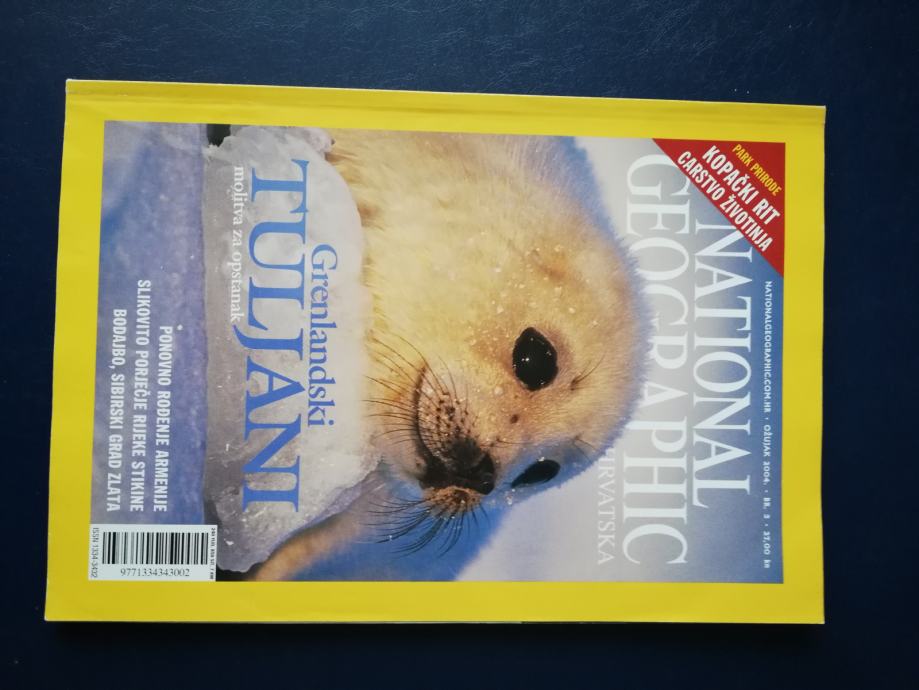 NATIONALGEOGRAPHIC.COM.HR • OŽUJAK 2004. • BR. 3 • 27,00 kn
PARK PRIRODE
KOPAČKI RIT
CARSTVO ŽIVOTINJA
NATIONAL
GEOGRAPHIC
HRVATSKA
Grenlandski
TULJANI
molitva za opstanak
PONOVNO ROĐENJE ARMENIJE
SLIKOVITO PORJEČJE RIJEKE STIKINE
BODAJBO, SIBIRSKI GRAD ZLATA
9771334343002
ISSN 1334-3432